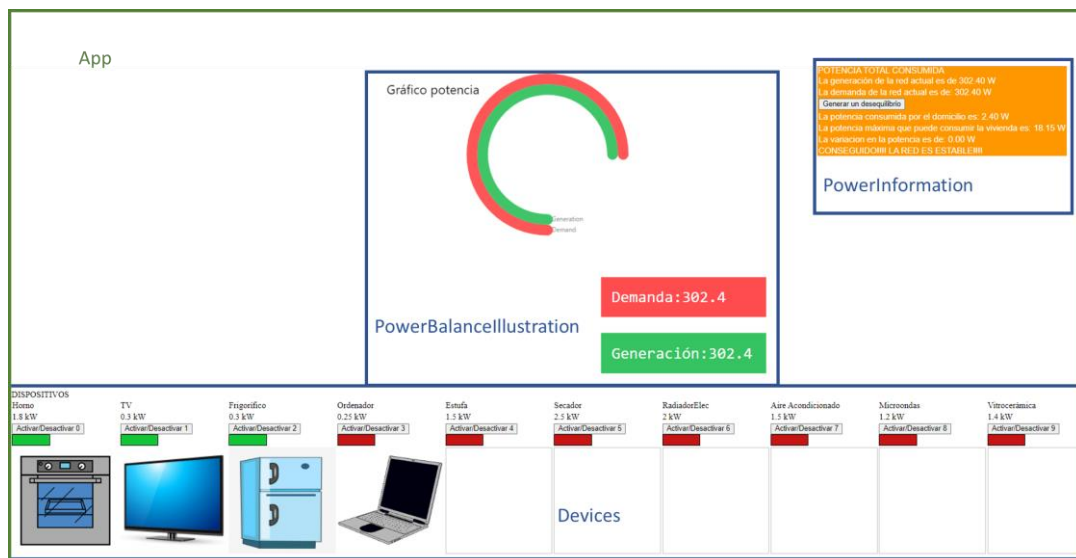 App
Gráfico potencia
Generation
Demand
Demanda:302.4
Generación:302.4
PowerBalanceIllustration
POTENCIA TOTAL CONSUMIDA
La generación de la red actual es de 302.40 W
La demanda de la red actual es de: 302.40 W
Generar un desequilibrio
La potencia consumida por el domicilio es: 2.40 W
La potencia máxima que puede consumir la vivienda es: 18.15 W
La variacion en la potencia es de: 0.00 W
CONSEGUIDO!!!! LA RED ES ESTABLE!!!!
PowerInformation
DISPOSITIVOS
Horno TV Frigorífico Ordenador Estufa Secador RadiadorElec Aire Acondicionado Microondas Vitrocerámica
1.8 kW 0.3 kW 0.3 kW 0.25 kW 1.5 kW 2.5 kW 2 kW 1.5 kW 1.2 kW 1.4 kW
Activar/Desactivar 0 Activar/Desactivar 1 Activar/Desactivar 2 Activar/Desactivar 3 Activar/Desactivar 4 Activar/Desactivar 5 Activar/Desactivar 6 Activar/Desactivar 7 Activar/Desactivar 8 Activar/Desactivar 9
Devices